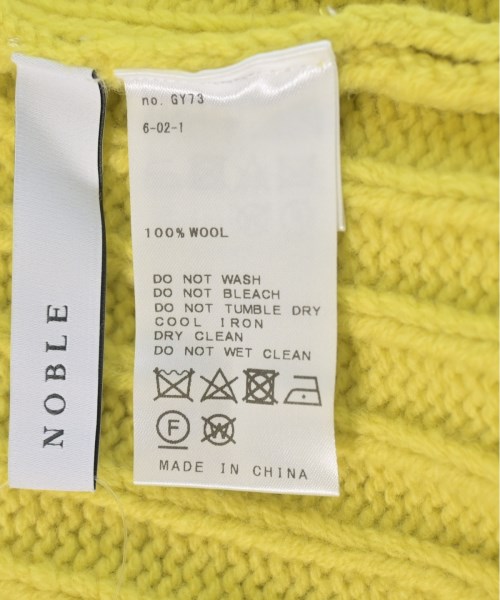 no. GY73
6-02-1
100% WOOL
DO NOT WASH
DO NOT BLEACH
DO NOT TUMBLE DRY
COOL IRON
DRY CLEAN
DO NOT WET CLEAN
F W
MADE IN CHINA
NOBLE